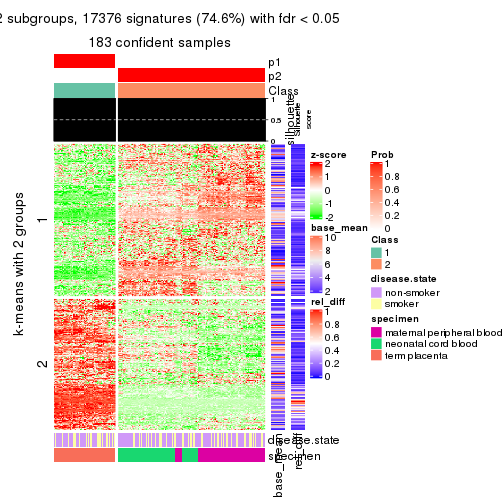 2 subgroups, 17376 signatures (74.6%) with fdr < 0.05
183 confident samples
p1
p2
Class
1
0.5
0
silhouette
Silhouette
score
k-means with 2 groups
1
2
z-score
2
1
0
-1
-2
base_mean
10
8
6
4
2
rel_diff
1
0.8
0.6
0.4
0.2
0
Prob
1
0.8
0.6
0.4
0.2
0
Class
1
2
disease.state
non-smoker
smoker
specimen
maternal peripheral blood
neonatal cord blood
term placenta
disease.state
specimen
base_mean
rel_diff